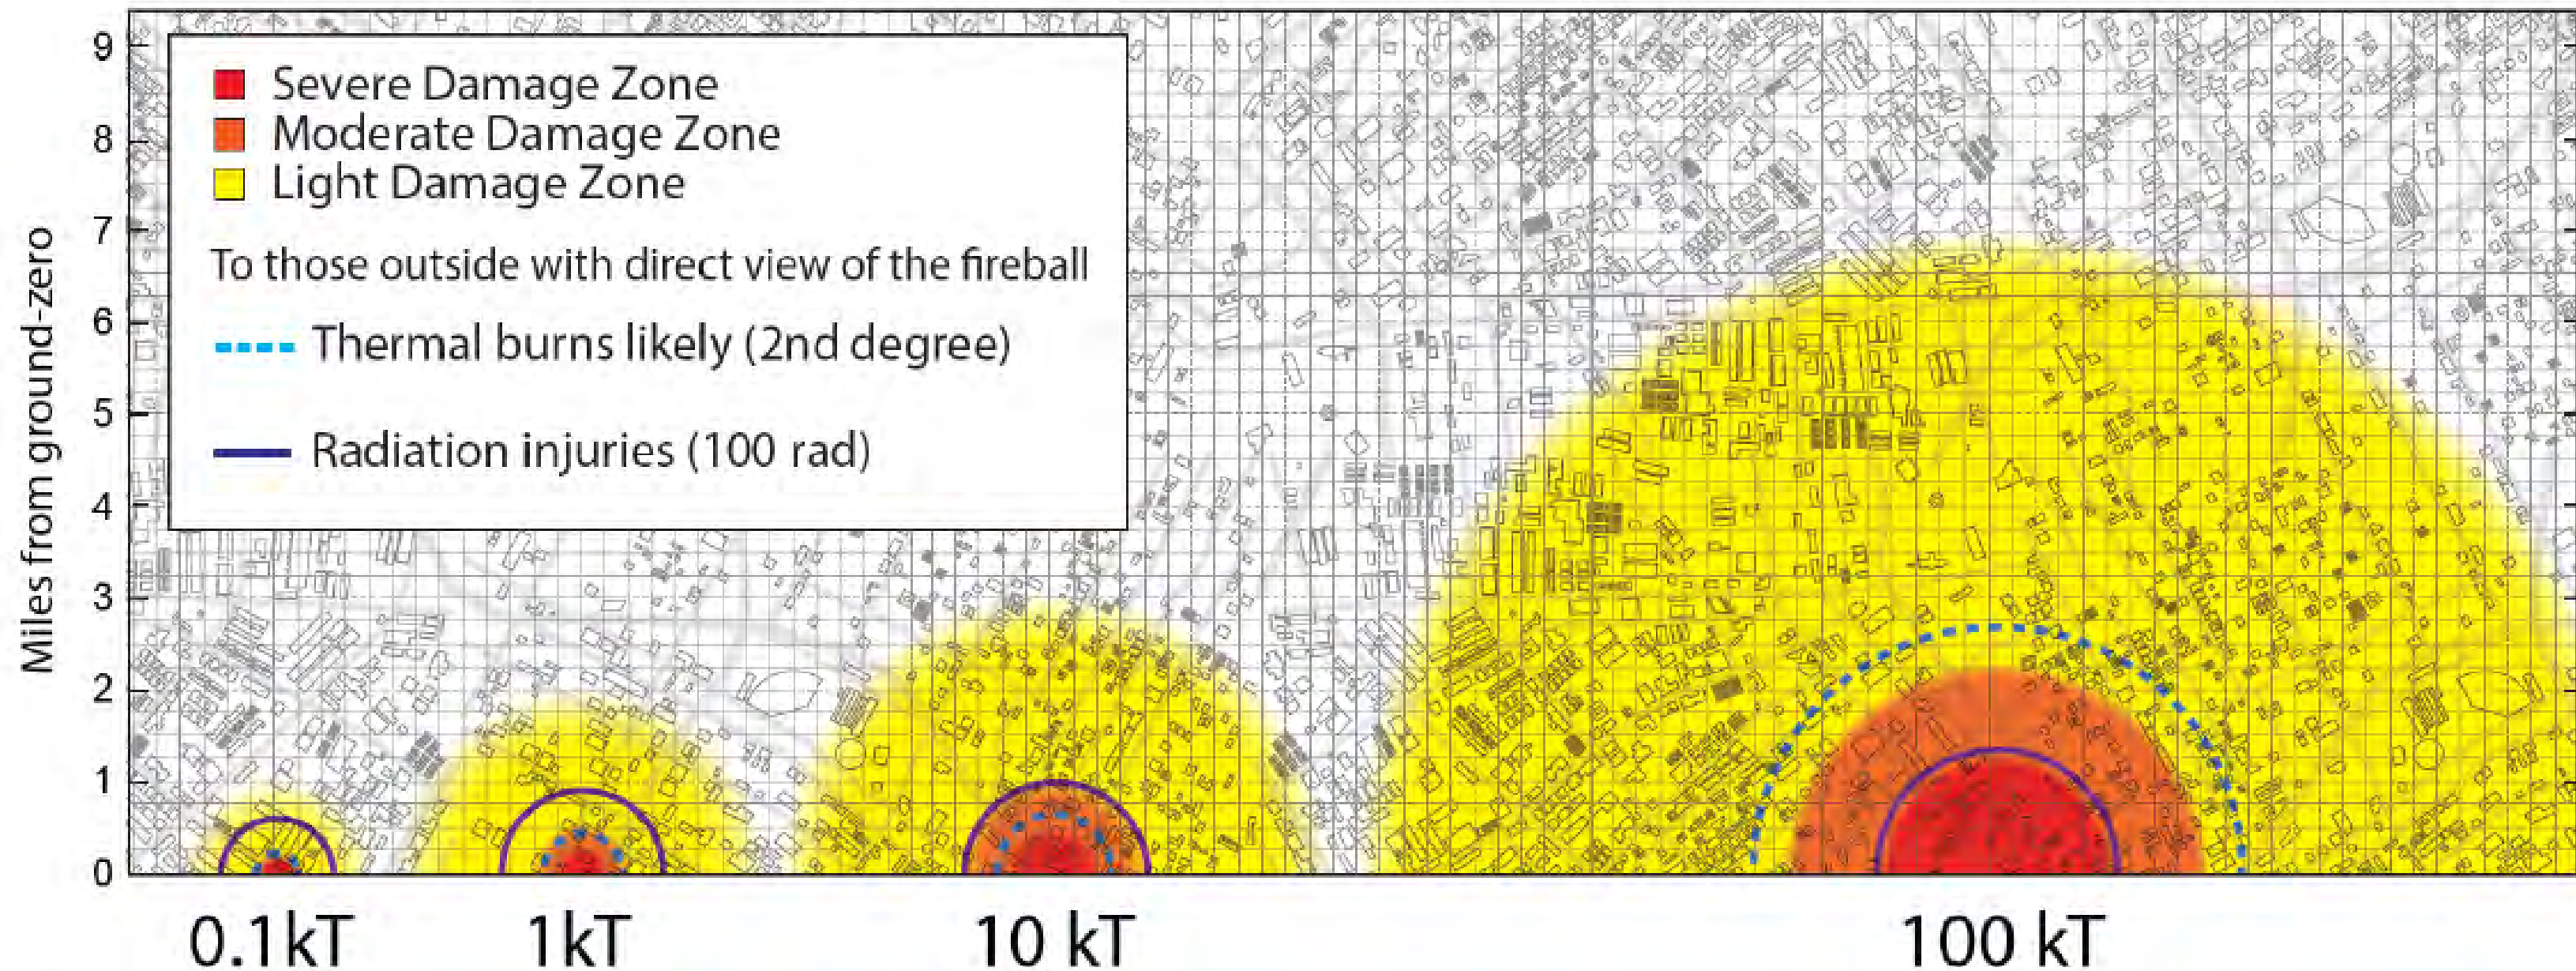 Miles from ground-zero
9
8
7
6
5
4
3
2
1
0
Severe Damage Zone
Moderate Damage Zone
Light Damage Zone
To those outside with direct view of the fireball
Thermal burns likely (2nd degree)
Radiation injuries (100 rad)
0.1kT
1kT
10 kT
100 kT